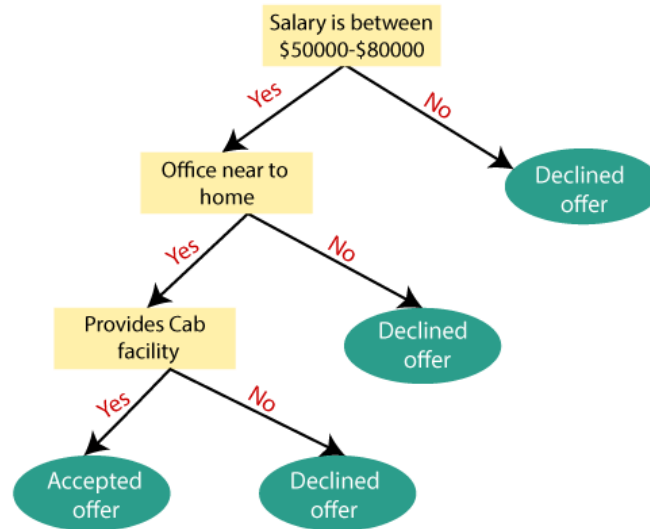 Salary is between
$50000-$80000
Yes
No
Office near to
home
Declined
offer
Yes
No
Provides Cab
facility
Declined
offer
Yes
No
Accepted
offer
Declined
offer